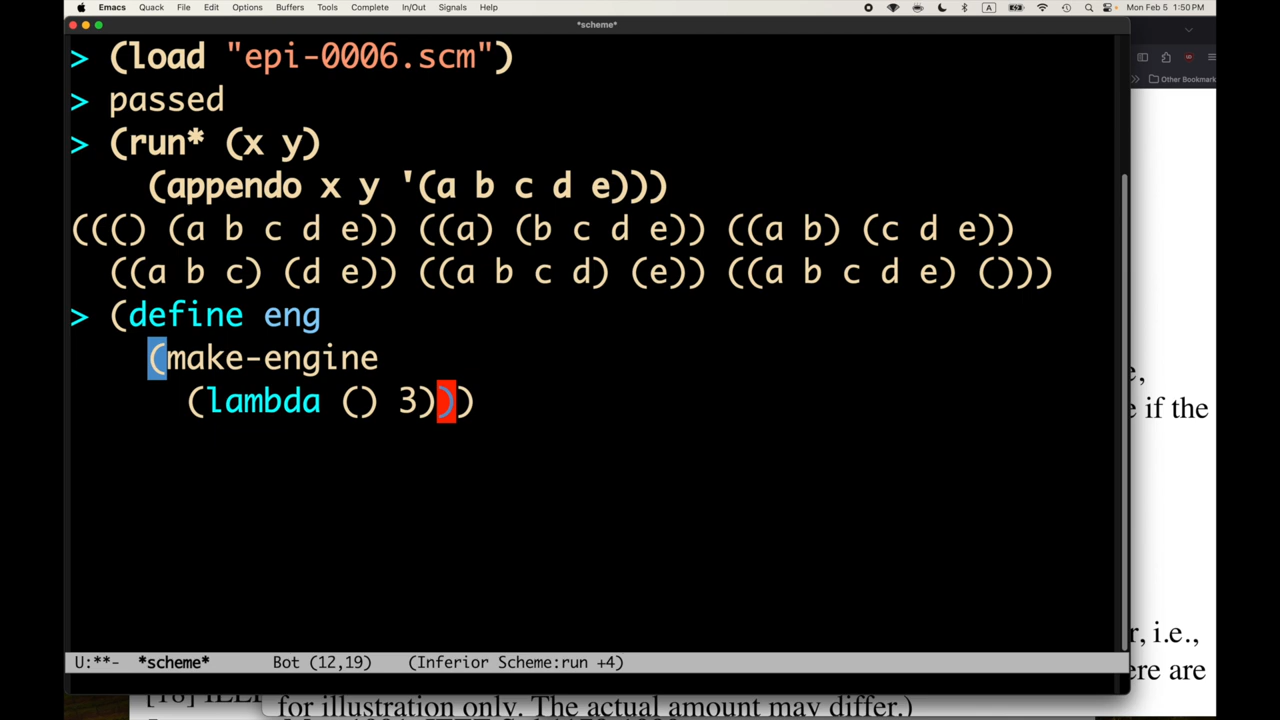 Emacs Quack File Edit Options Buffers Tools Complete In/Out Signals Help A Mon Feb 5 1:50 PM
*scheme*
> (load "epi-0006.scm")
> passed
> (run* (x y)
(appendo x y '(a b c d e)))
((() (a b c d e)) ((a) (b c d e)) ((a b) (c d e))
((a b c) (d e)) ((a b c d) (e)) ((a b c d e) ()))
> (define eng
(make-engine
(lambda () 3)))
U:**- *scheme* Bot (12,19) (Inferior Scheme:run +4)
Other Bookmark
e,
e if the
r, i.e.,
ere are
for illustration only. The actual amount may differ.)